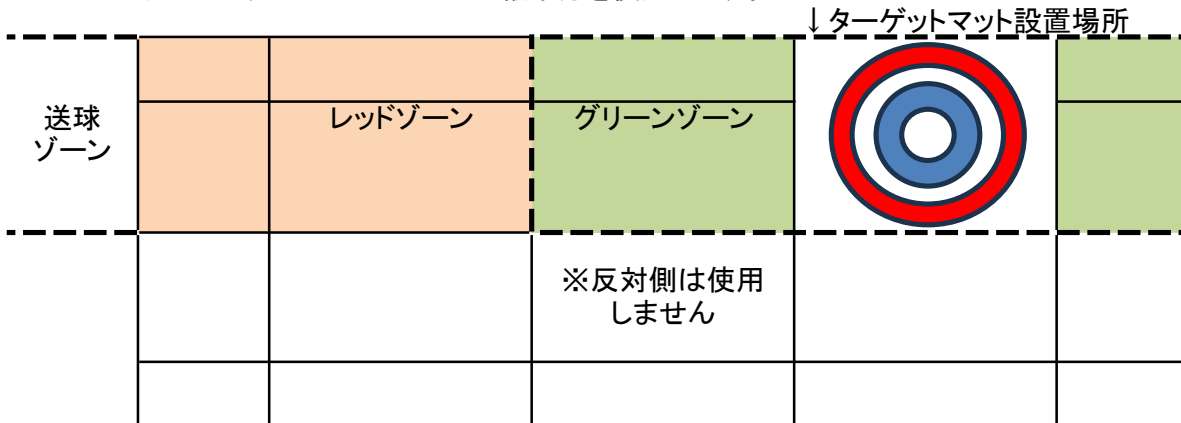 ↓ターゲットマット設置場所
送球
ゾーン
レッドゾーン
グリーンゾーン
※反対側は使用
しません